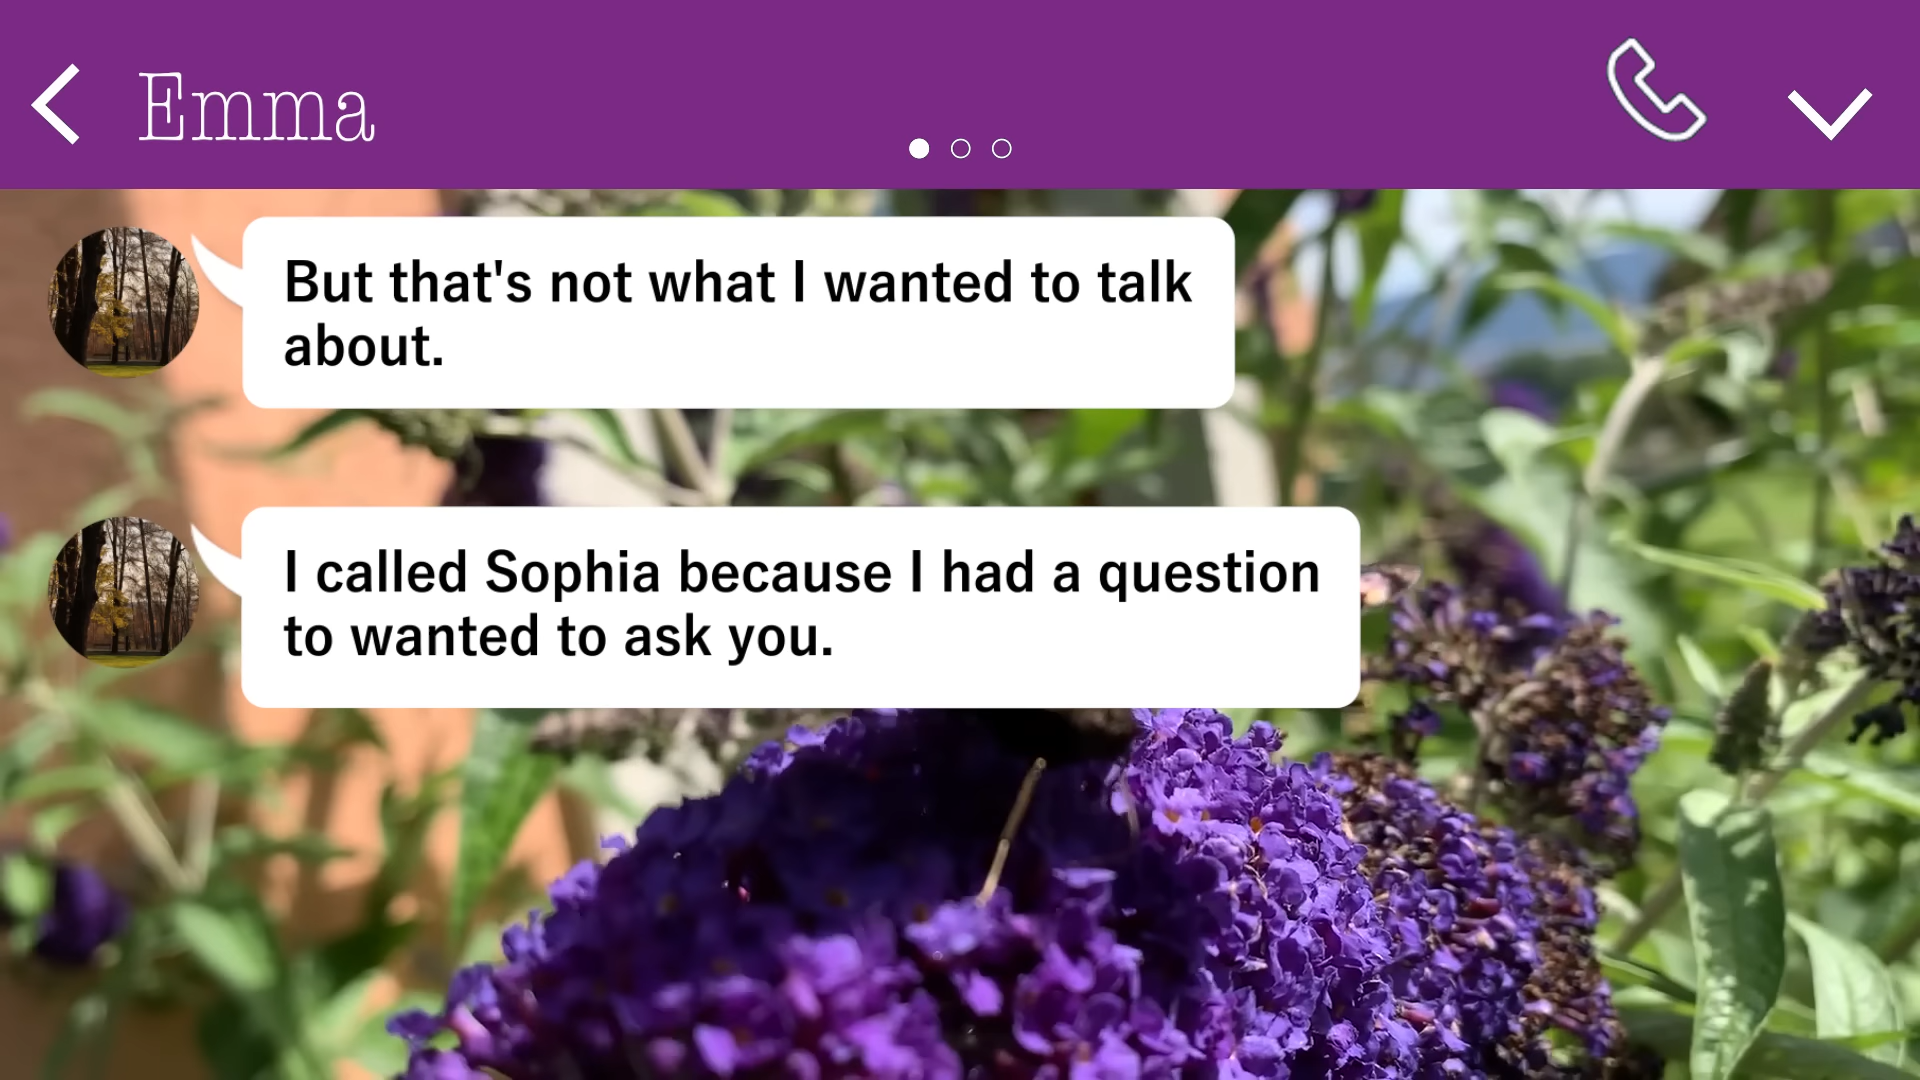 Emma
But that's not what I wanted to talk
about.
I called Sophia because I had a question
to wanted to ask you.